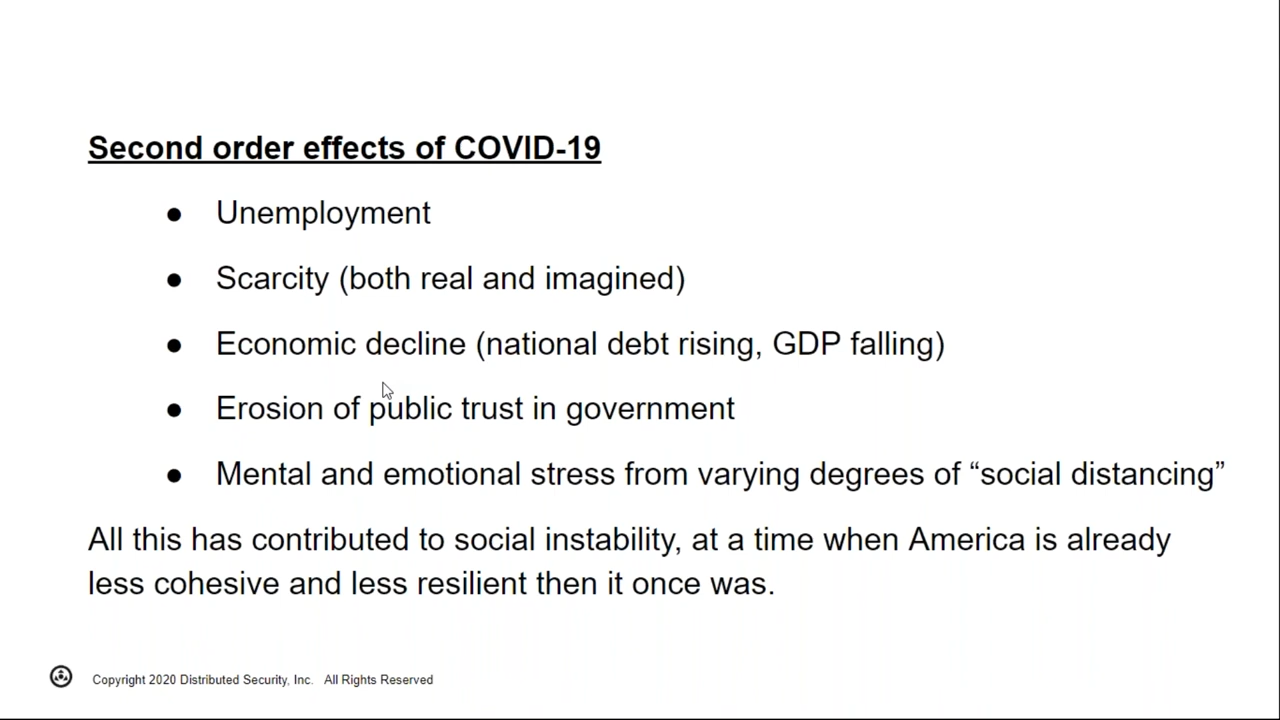 Second order effects of COVID-19
● Unemployment
● Scarcity (both real and imagined)
● Economic decline (national debt rising, GDP falling)
● Erosion of public trust in government
● Mental and emotional stress from varying degrees of “social distancing”
All this has contributed to social instability, at a time when America is already
less cohesive and less resilient then it once was.
Copyright 2020 Distributed Security, Inc. All Rights Reserved